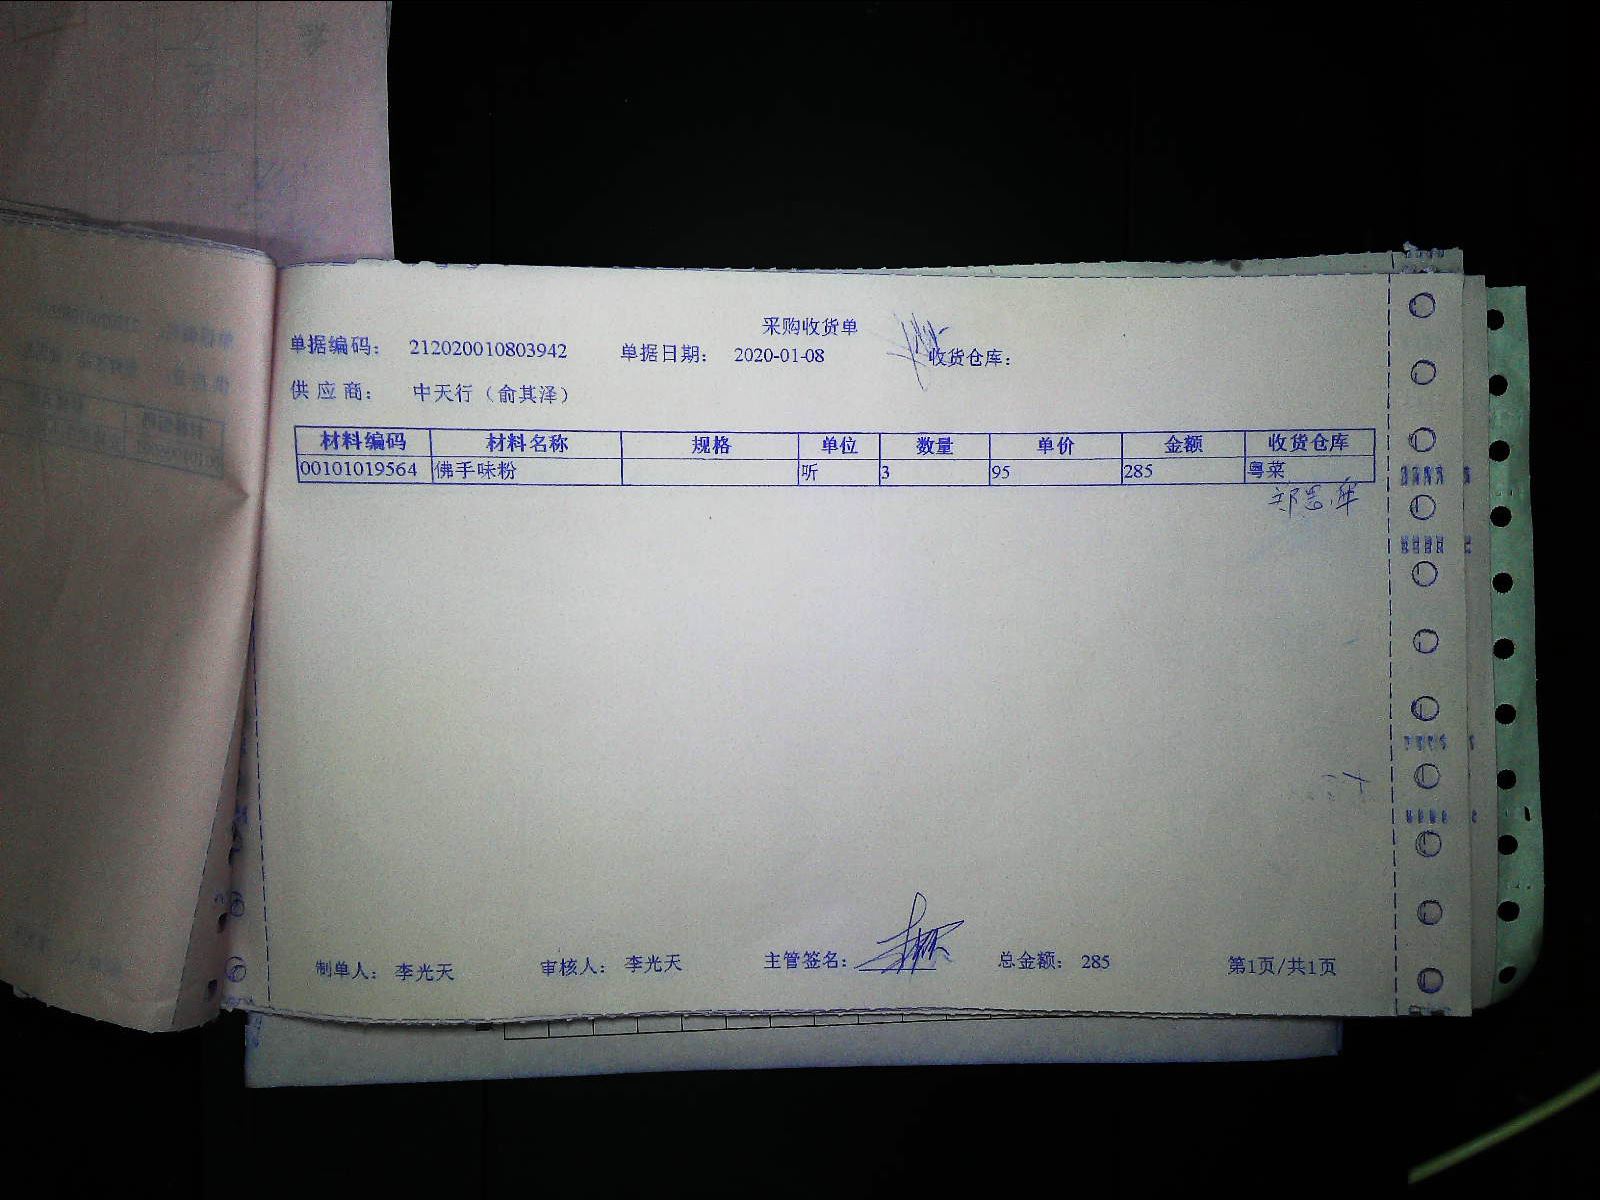 采购收货单
单据编码: 212020010803942 单据日期: 2020-01-08 收货仓库:
供应商: 中天行（俞其泽）
材料编码 材料名称 规格 单位 数量 单价 金额 收货仓库
00101019564 佛手味粉 听 3 95 285 粤菜
制单人: 李光天 审核人: 李光天 主管签名: 总金额: 285 第1页/共1页